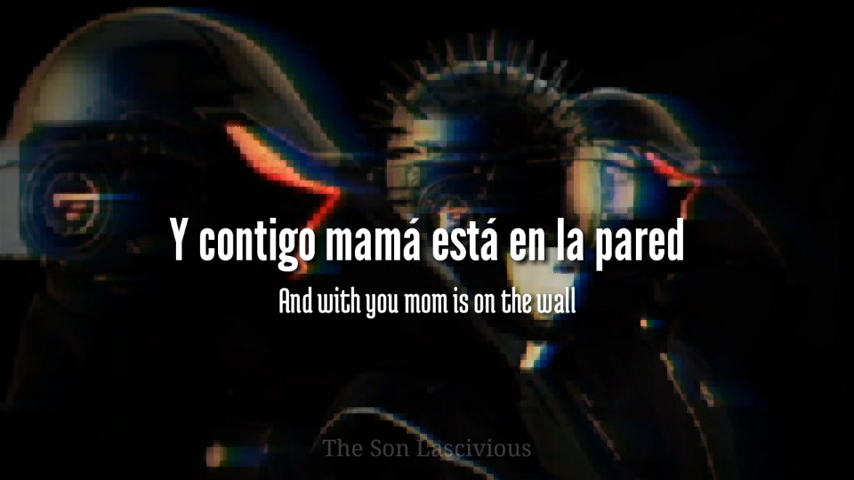 Y contigo mamá está en la pared
And with you mom is on the wall
The Son Lascivious